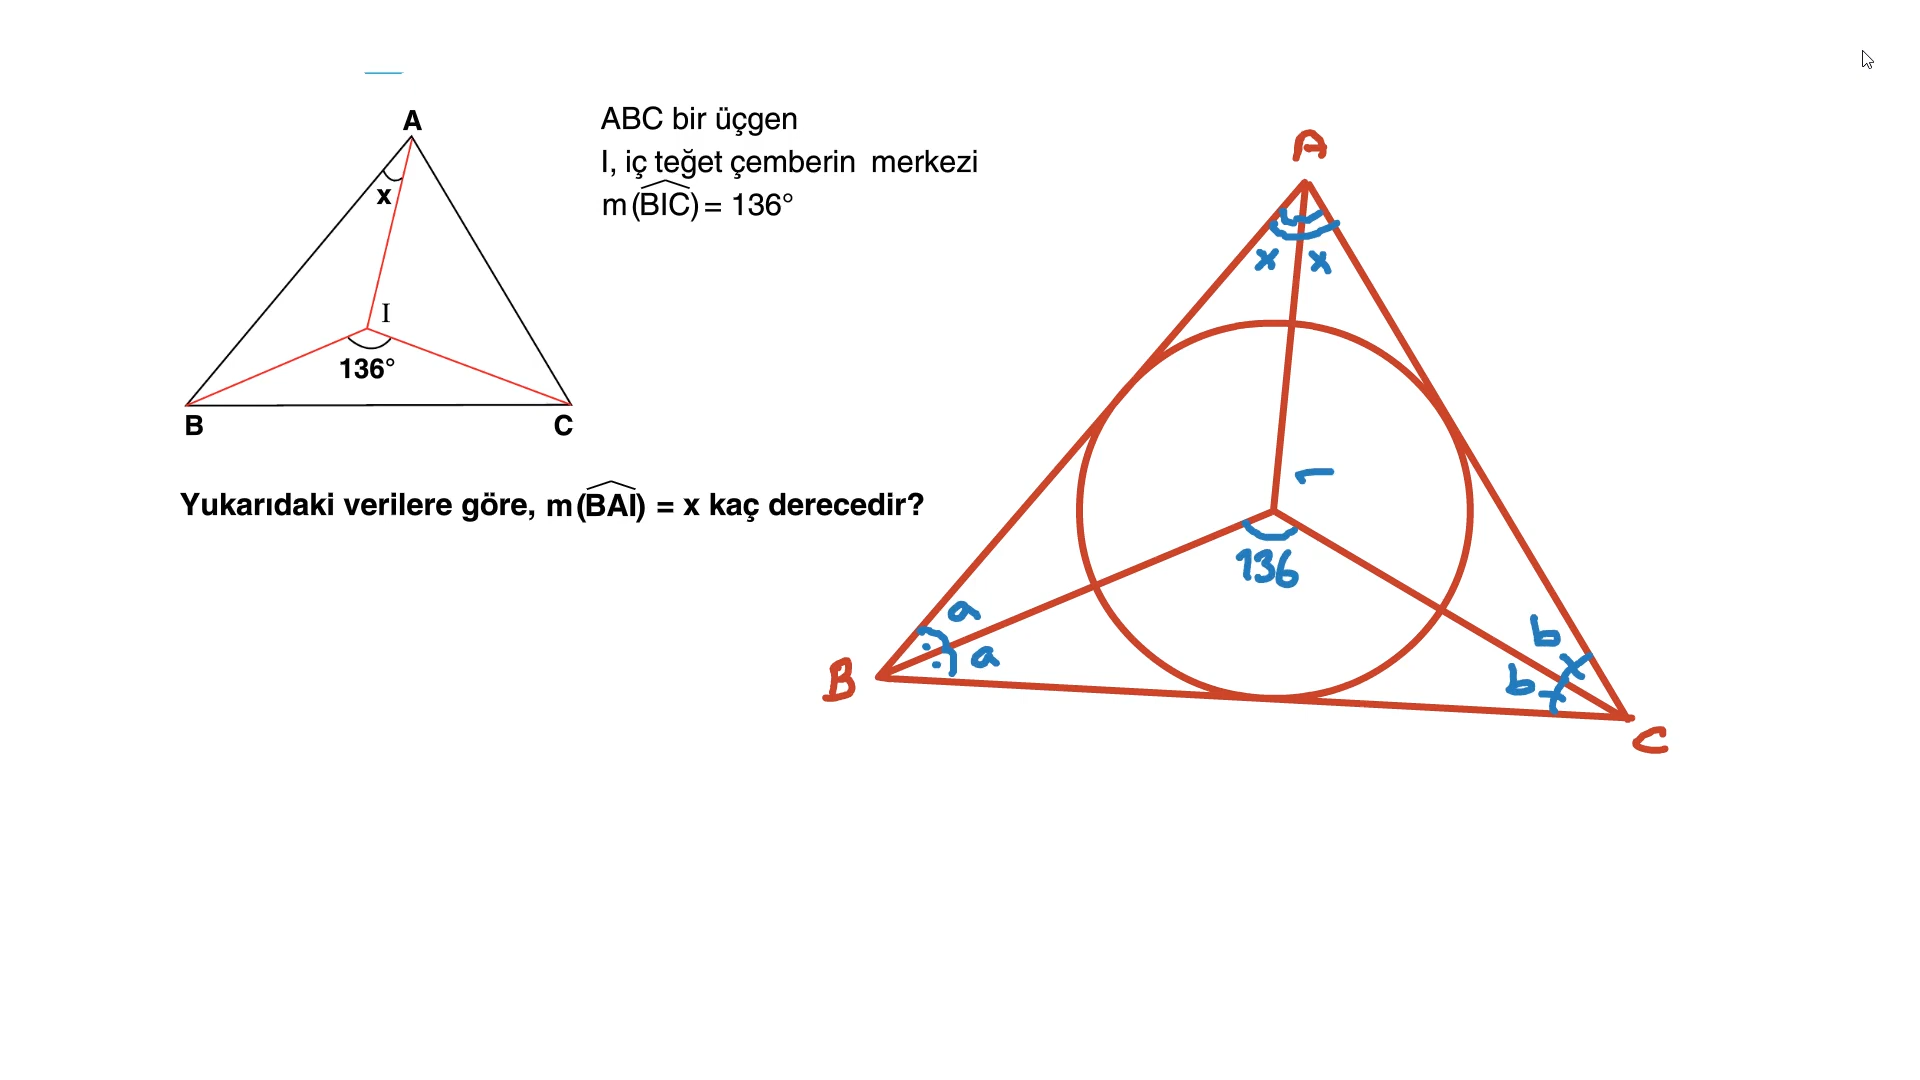 A
x
I
136°
B
C
ABC bir üçgen
I, iç teğet çemberin merkezi
m(BIC) = 136°
Yukarıdaki verilere göre, m(BAI) = x kaç derecedir?
A
x x
136
a
a
B
b
b
C